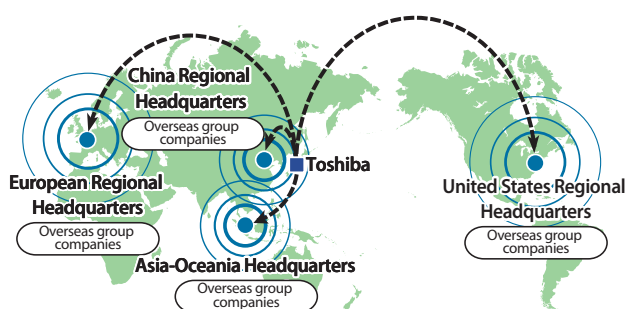 China Regional
Headquarters
Overseas group
companies
Toshiba
European Regional
Headquarters
Overseas group
companies
United States Regional
Headquarters
Overseas group
companies
Asia-Oceania Headquarters
Overseas group
companies